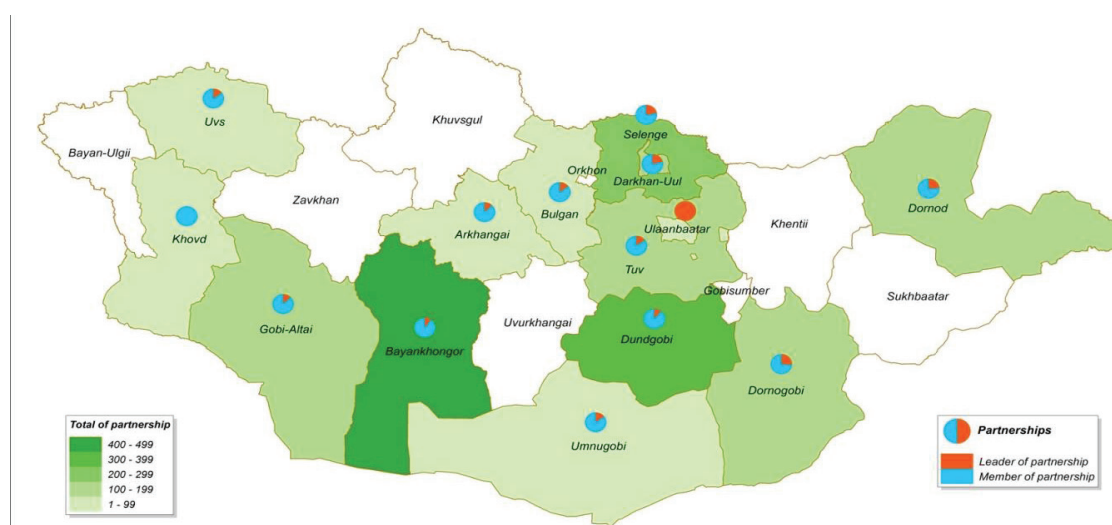 Uvs
Bayan-Ulgii
Khuvsgul
Zavkhan
Khovd
Arkhangai
Bulgan
Orkhon
Selenge
Darkhan-Uul
Ulaanbaatar
Tuv
Khentii
Dornod
Sukhbaatar
Gobisumber
Gobi-Altai
Bayankhongor
Uvurkhangai
Dundgobi
Dornogobi
Umnugobi
Total of partnership
400 - 499
300 - 399
200 - 299
100 - 199
1 - 99
Partnerships
Leader of partnership
Member of partnership